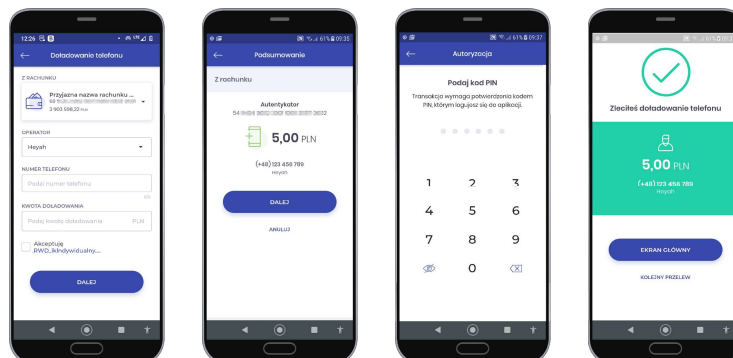 12:26
Doładowanie telefonu
Z RACHUNKU
Przyjazna nazwa rachunku ...
3 903 598,22 PLN
OPERATOR
Heyah
NUMER TELEFONU
Podaj numer telefonu
KWOTA DOŁADOWANIA
Podaj kwotę doładowania PLN
Akceptuję
.RWD_ikIndywidualny....
DALEJ
61% 09:35
Podsumowanie
Z rachunku
Autentykator
5,00 PLN
(+48) 123 456 789
Heyah
DALEJ
ANULUJ
61% 09:37
Autoryzacja
Podaj kod PIN
Transakcja wymaga potwierdzenia kodem
PIN, którym logujesz się do aplikacji.
1 2 3
4 5 6
7 8 9
0
Zleciłeś doładowanie telefonu
5,00 PLN
(+48) 123 456 789
Heyah
EKRAN GŁÓWNY
KOLEJNY PRZELEW